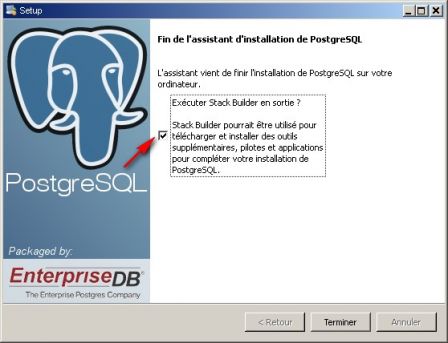 Setup
Fin de l'assistant d'installation de PostgreSQL
L'assistant vient de finir l'installation de PostgreSQL sur votre
ordinateur.
Exécuter Stack Builder en sortie ?
Stack Builder pourrait être utilisé pour
télécharger et installer des outils
supplémentaires, pilotes et applications
pour compléter votre installation de
PostgreSQL.
PostgreSQL
Packaged by:
EnterpriseDB®
The Enterprise Postgres Company
< Retour
Terminer
Annuler